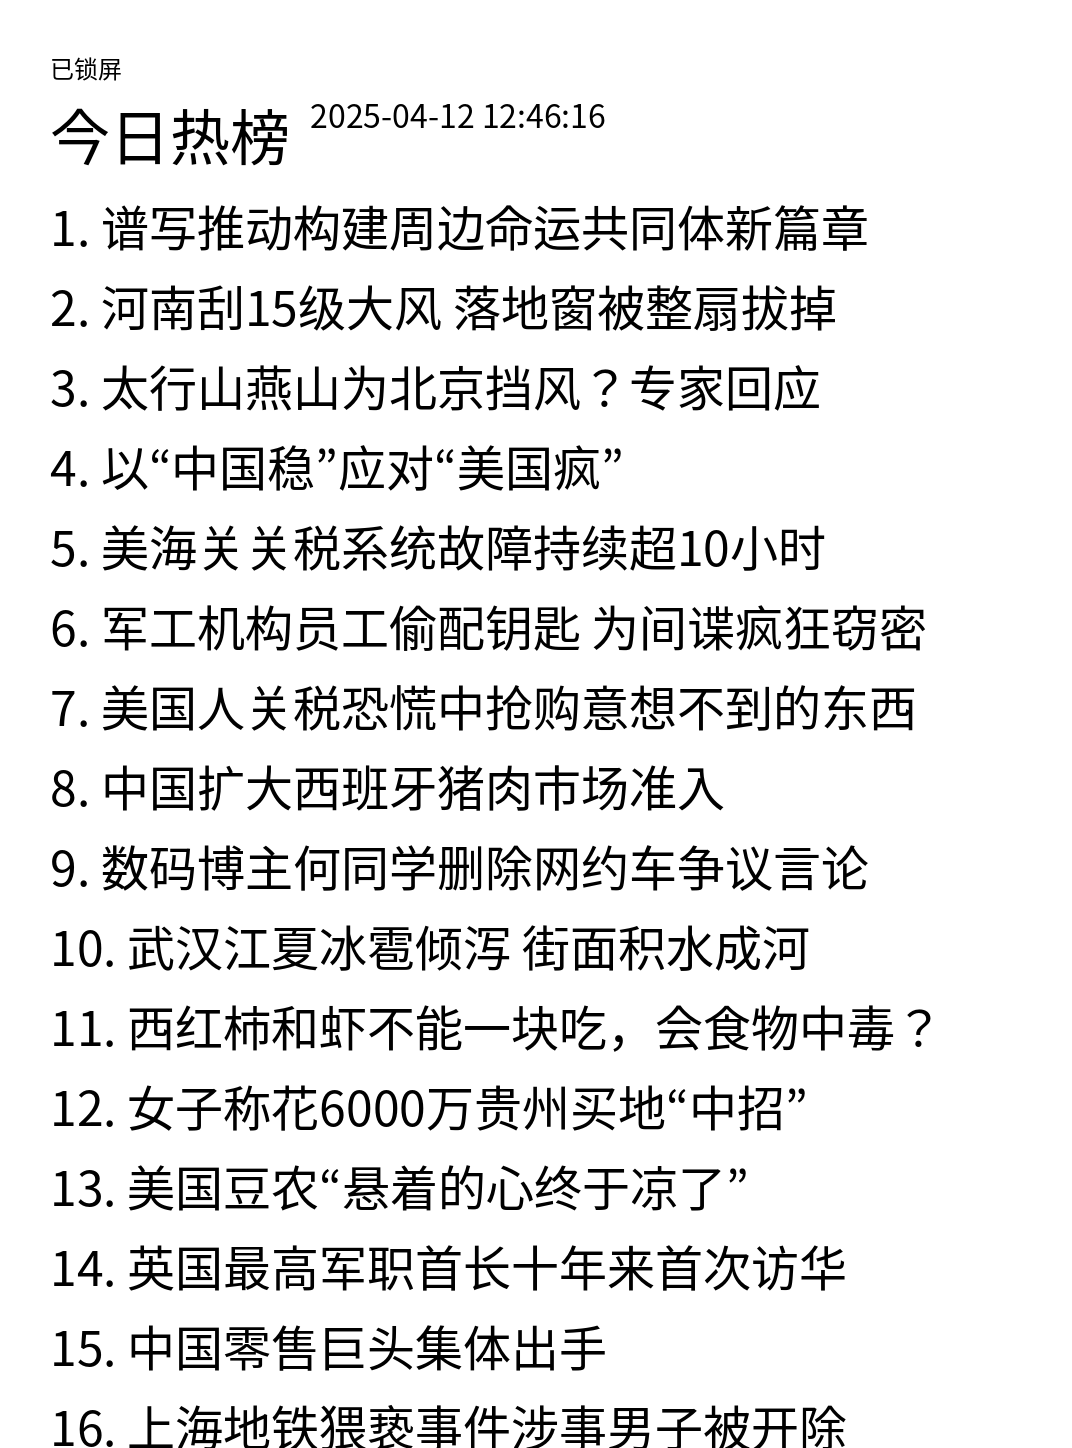 已锁屏
今日热榜 2025-04-12 12:46:16
1. 谱写推动构建周边命运共同体新篇章
2. 河南刮15级大风 落地窗被整扇拔掉
3. 太行山燕山为北京挡风？专家回应
4. 以“中国稳”应对“美国疯”
5. 美海关关税系统故障持续超10小时
6. 军工机构员工偷配钥匙 为间谍疯狂窃密
7. 美国人关税恐慌中抢购意想不到的东西
8. 中国扩大西班牙猪肉市场准入
9. 数码博主何同学删除网约车争议言论
10. 武汉江夏冰雹倾泻 街面积水成河
11. 西红柿和虾不能一块吃，会食物中毒？
12. 女子称花6000万贵州买地“中招”
13. 美国豆农“悬着的心终于凉了”
14. 英国最高军职首长十年来首次访华
15. 中国零售巨头集体出手
16. 上海地铁猥亵事件涉事男子被开除